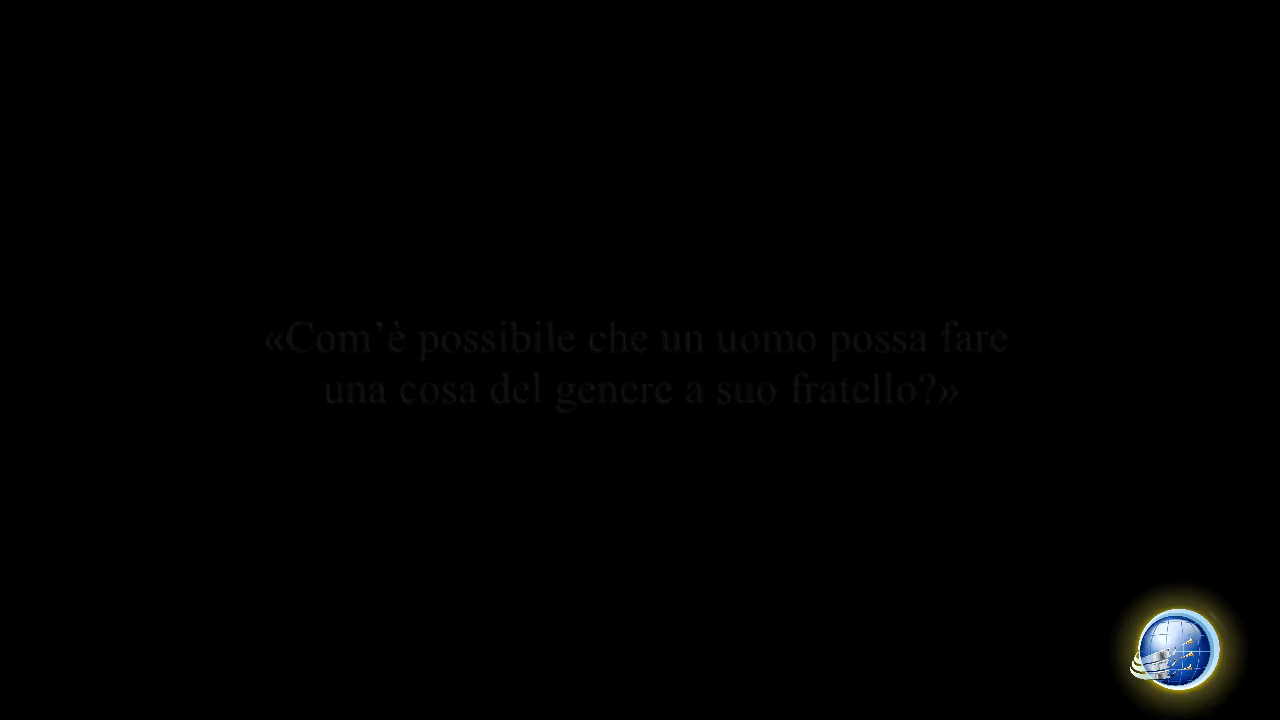 «Com’è possibile che un uomo possa fare
una cosa del genere a suo fratello?»